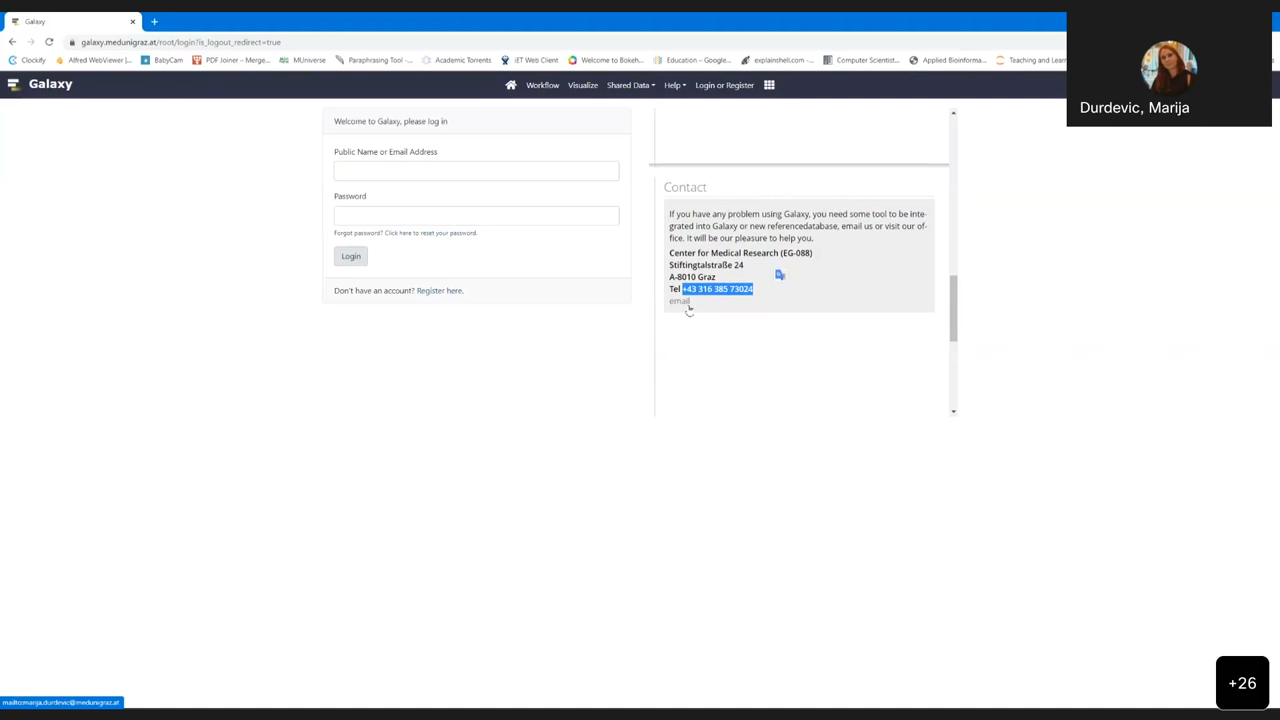 Galaxy
galaxy.medunigraz.at/root/login?is_logout_redirect=true
Clockify
Alfred WebViewer |...
BabyCam
PDF Joiner – Merge...
MUniverse
Paraphrasing Tool -...
Academic Torrents
iET Web Client
Welcome to Bokeh...
Education – Google...
explainshell.com -...
Computer Scientist...
Applied Bioinforma...
Teaching and Lear
Durdevic, Marija
Galaxy
Workflow
Visualize
Shared Data
Help
Login or Register
Welcome to Galaxy, please log in
Public Name or Email Address
Password
Forgot password? Click here to reset your password.
Login
Don't have an account? Register here.
Contact
If you have any problem using Galaxy, you need some tool to be inte-
grated into Galaxy or new referencedatabase, email us or visit our of-
fice. It will be our pleasure to help you.
Center for Medical Research (EG-088)
Stiftingtalstraße 24
A-8010 Graz
Tel +43 316 385 73024
email
+26
mailto:marija.durdevic@medunigraz.at